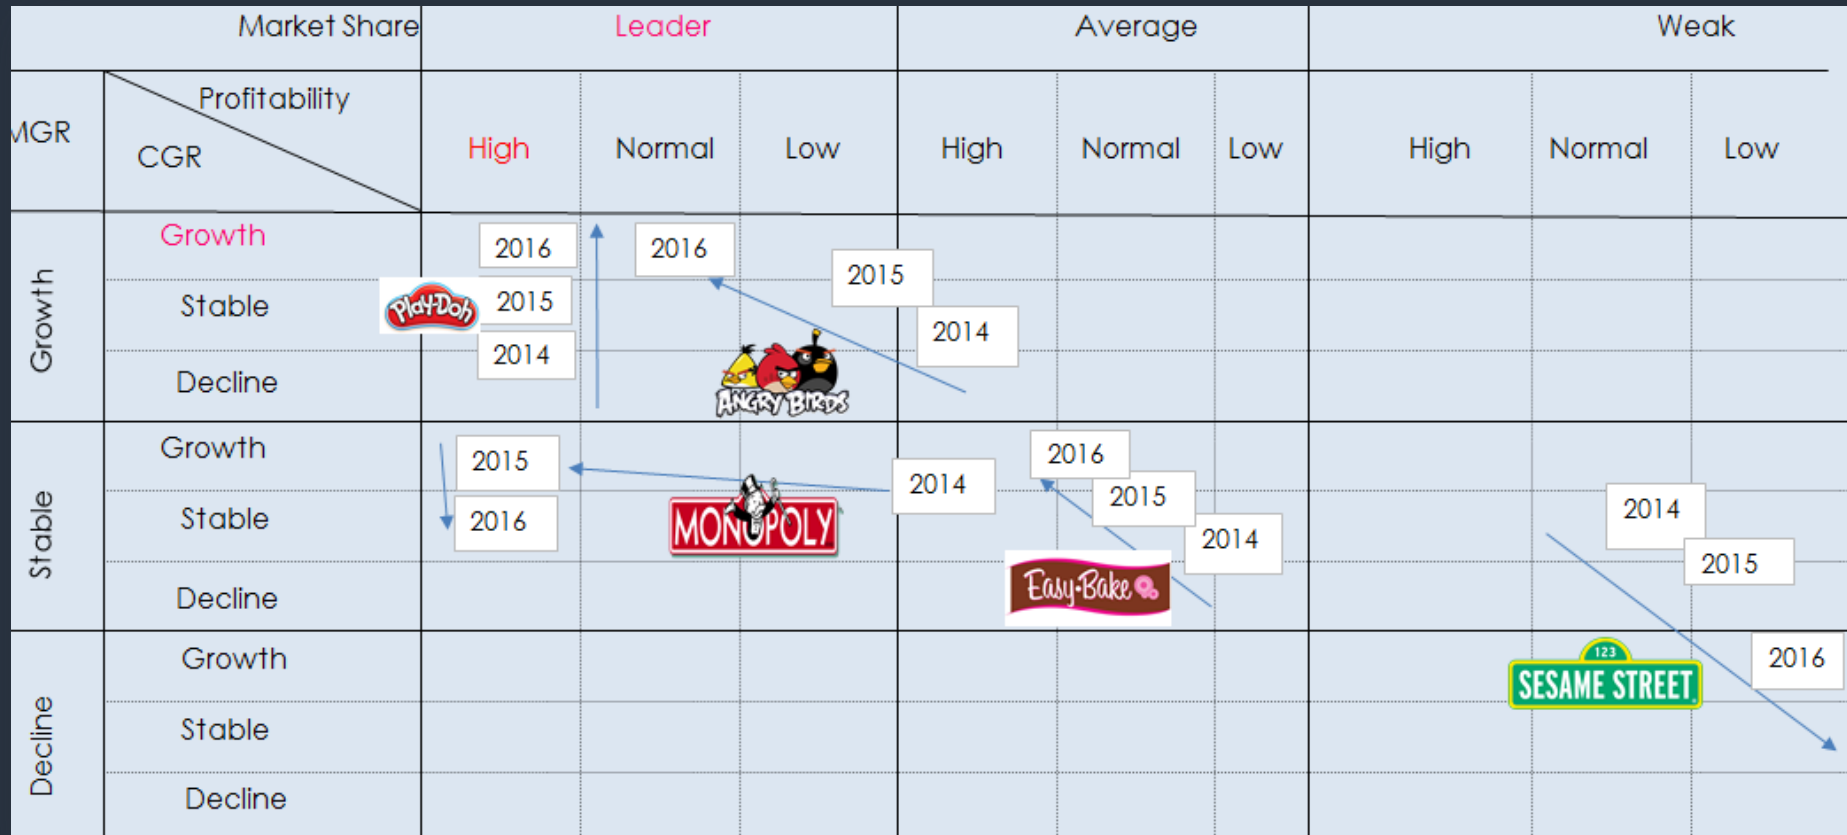 Market Share Leader Average Weak
Profitability
MGR
CGR
High Normal Low High Normal Low High Normal Low
Growth
Growth
2016
2016
2015
Stable
Play-Doh
2015
2014
2014
Decline
ANGRY BIRDS
Stable
Growth
2015
2014
2016
2015
Stable
2016
MONOPOLY
2014
2014
2015
Decline
Easy-Bake
Decline
Growth
123
SESAME STREET
2016
Stable
Decline